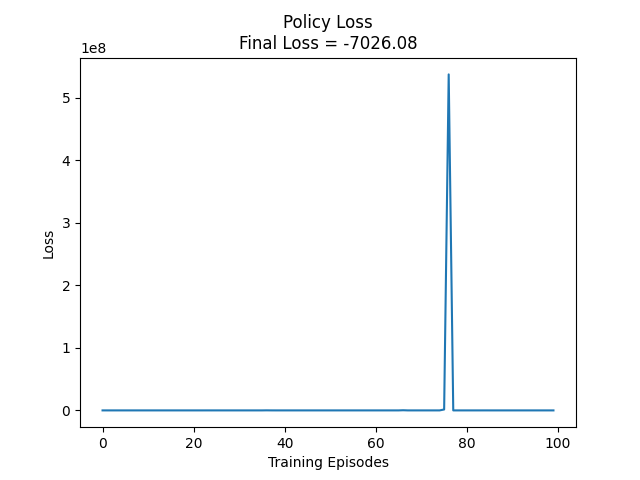 Policy Loss
Final Loss = -7026.08
1e8
5
4
3
2
1
0
Loss
0 20 40 60 80 100
Training Episodes